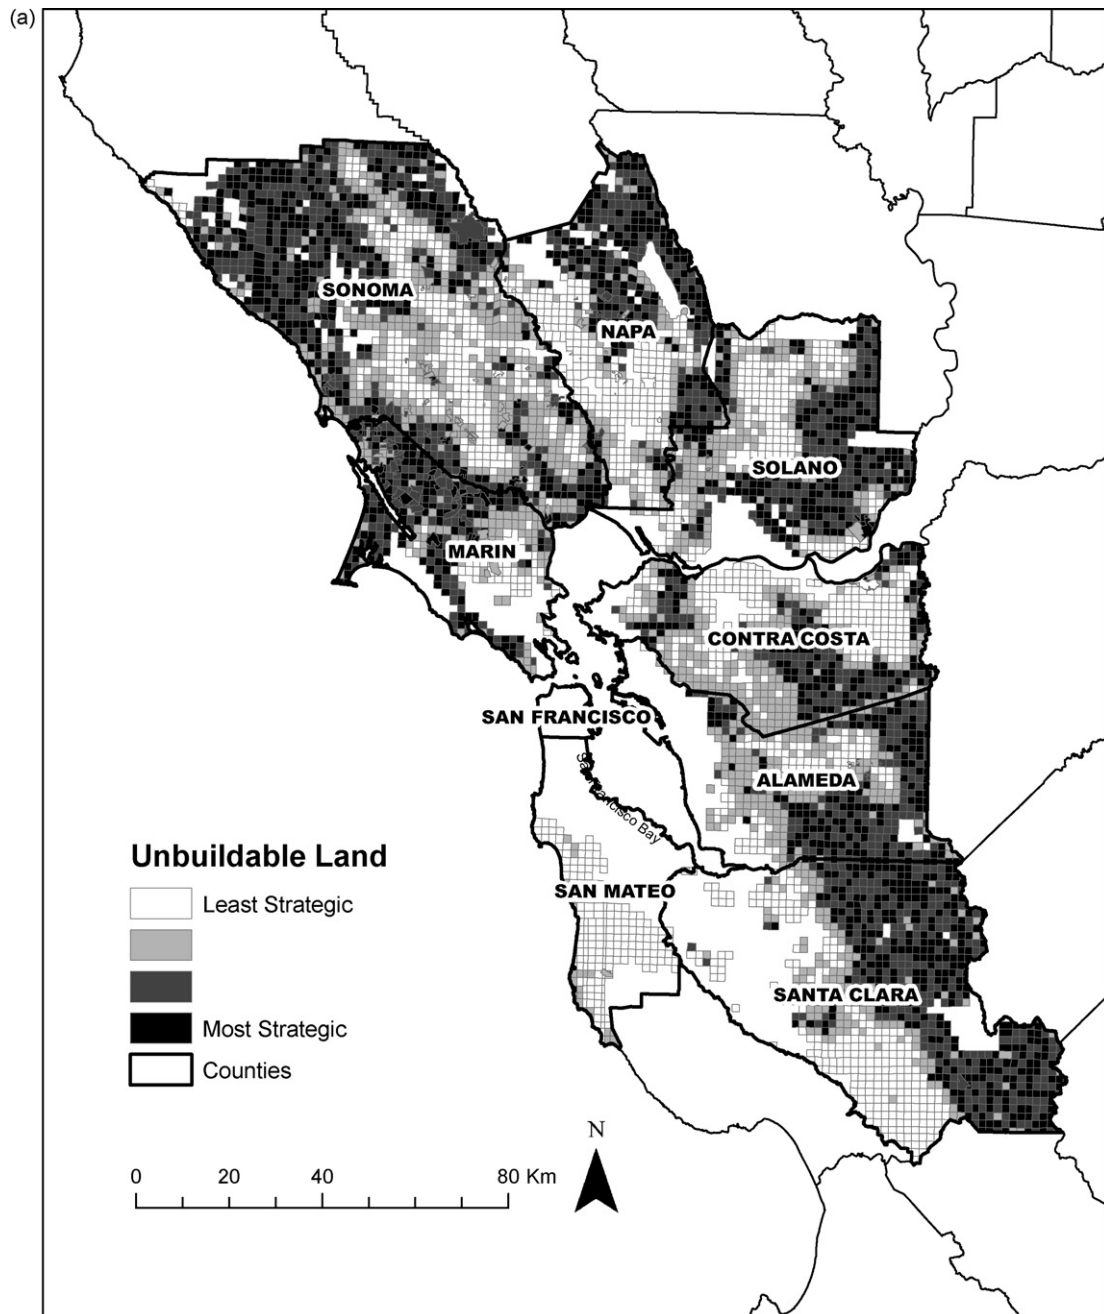 (a)
SONOMA
NAPA
SOLANO
MARIN
CONTRA COSTA
SAN FRANCISCO
San Francisco Bay
ALAMEDA
SAN MATEO
SANTA CLARA
Unbuildable Land
Least Strategic
Most Strategic
Counties
N
0 20 40 80 Km